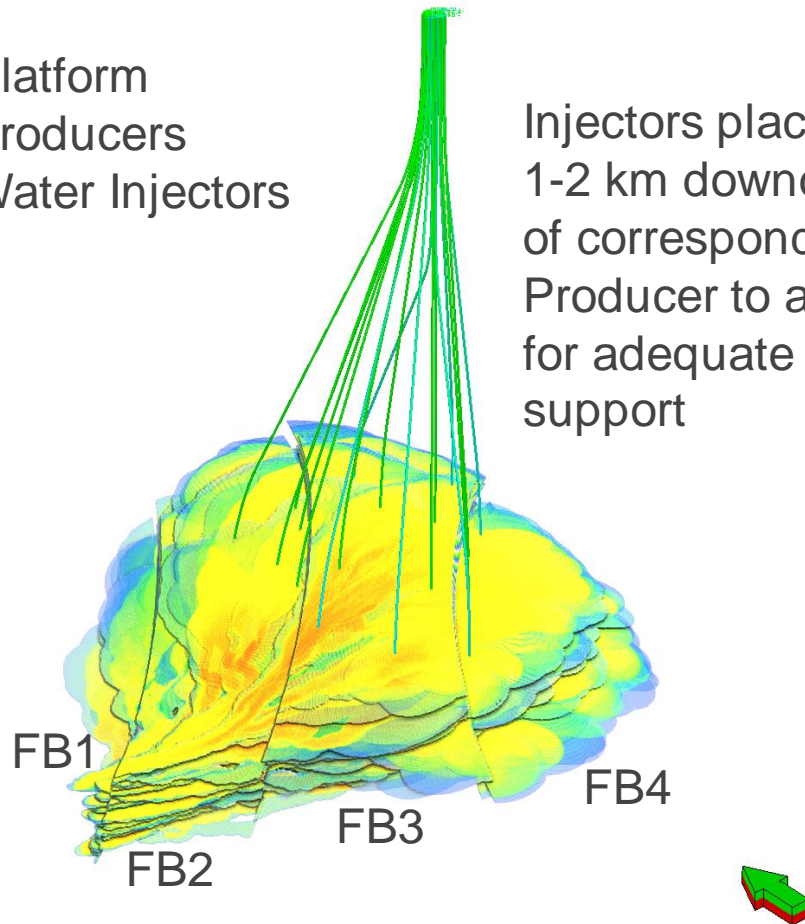 latform
roducers
Water Injectors
Injectors plac
1-2 km downd
of correspond
Producer to a
for adequate
support
FB1
FB2
FB3
FB4